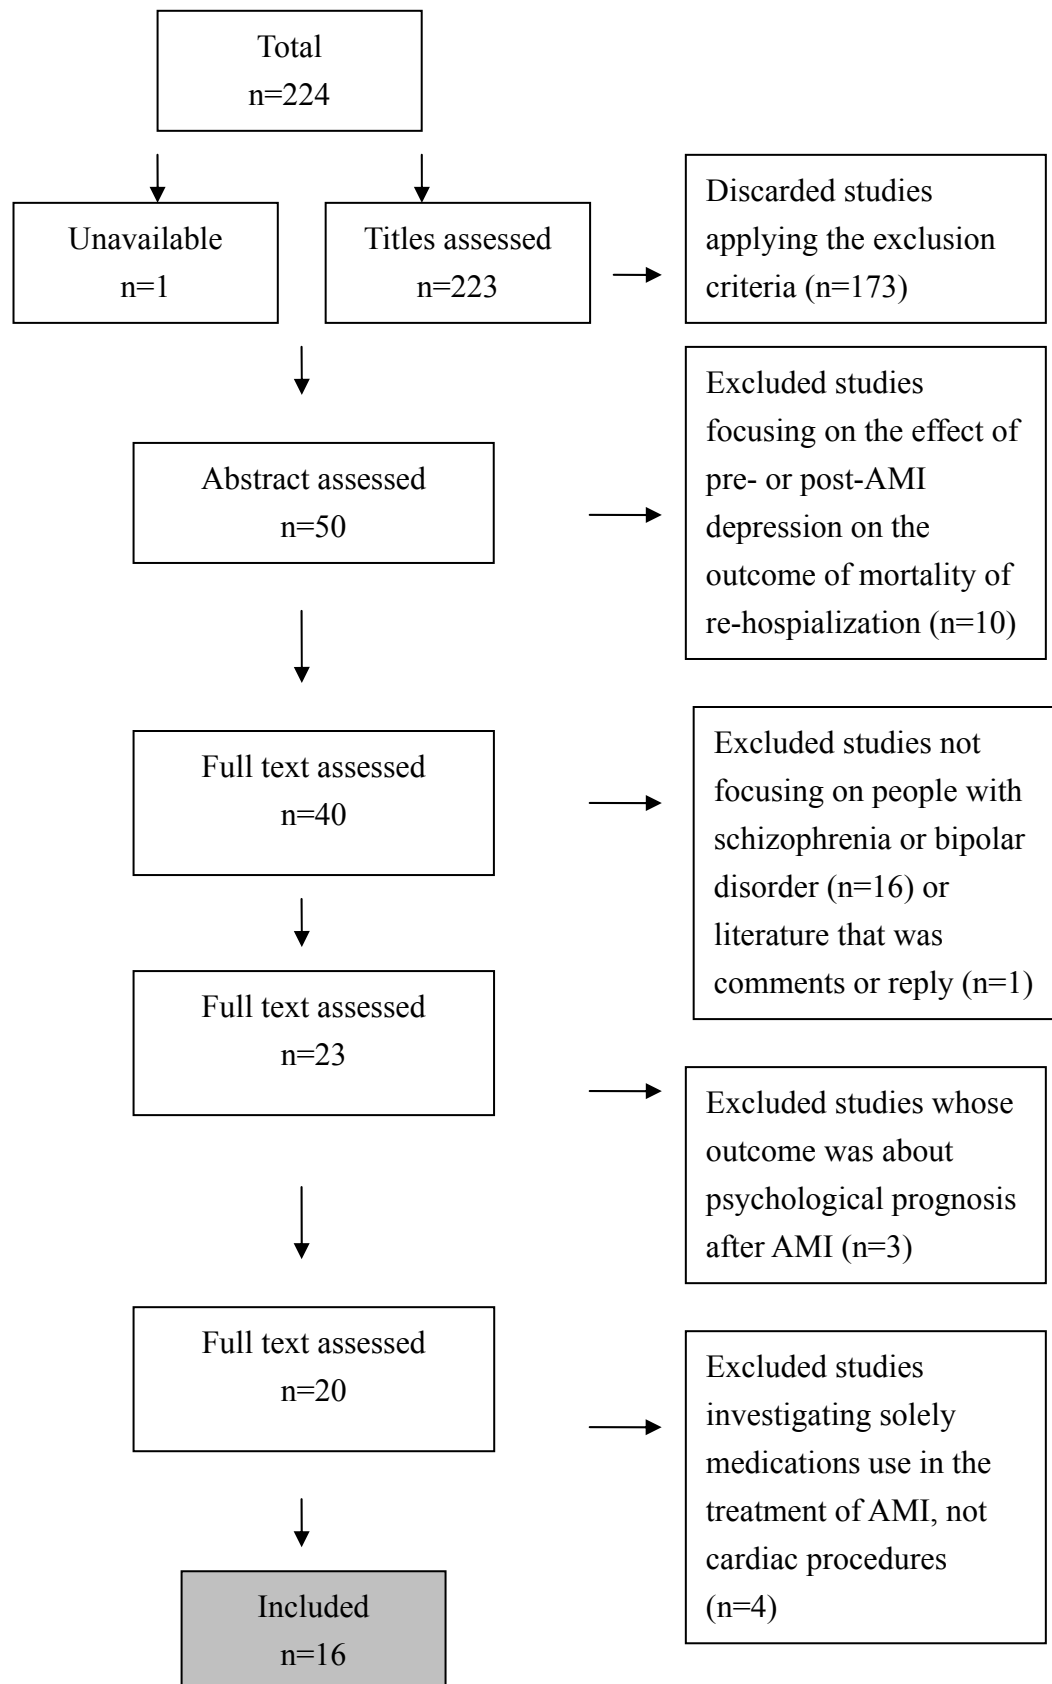 Total
n=224
Unavailable
n=1
Titles assessed
n=223
Discarded studies
applying the exclusion
criteria (n=173)
Abstract assessed
n=50
Excluded studies
focusing on the effect of
pre- or post-AMI
depression on the
outcome of mortality of
re-hospialization (n=10)
Full text assessed
n=40
Excluded studies not
focusing on people with
schizophrenia or bipolar
disorder (n=16) or
literature that was
comments or reply (n=1)
Full text assessed
n=23
Excluded studies whose
outcome was about
psychological prognosis
after AMI (n=3)
Full text assessed
n=20
Excluded studies
investigating solely
medications use in the
treatment of AMI, not
cardiac procedures
(n=4)
Included
n=16